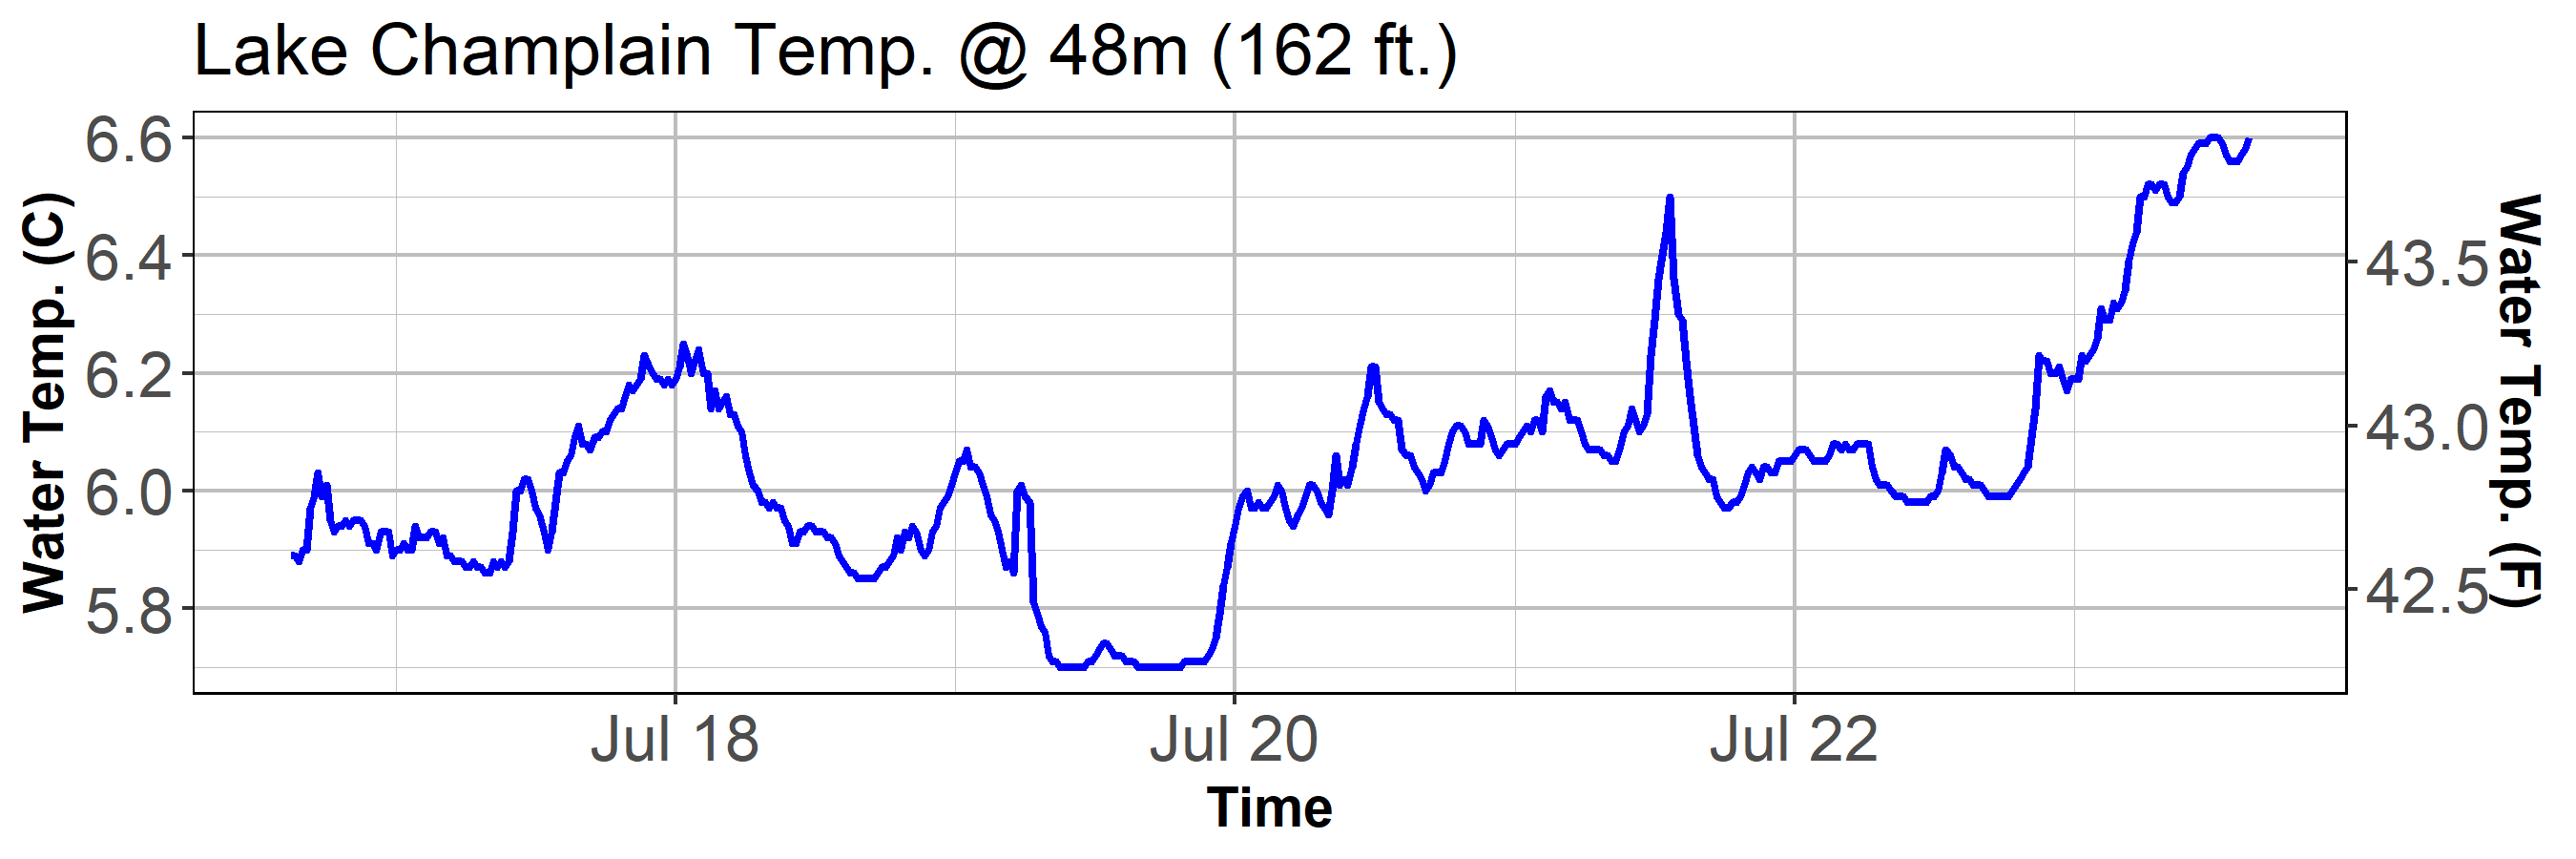 Lake Champlain Temp. @ 48m (162 ft.)
Water Temp. (C)
6.6
6.4
6.2
6.0
5.8
43.5
43.0
42.5
Water Temp. (F)
Jul 18 Jul 20 Jul 22
Time